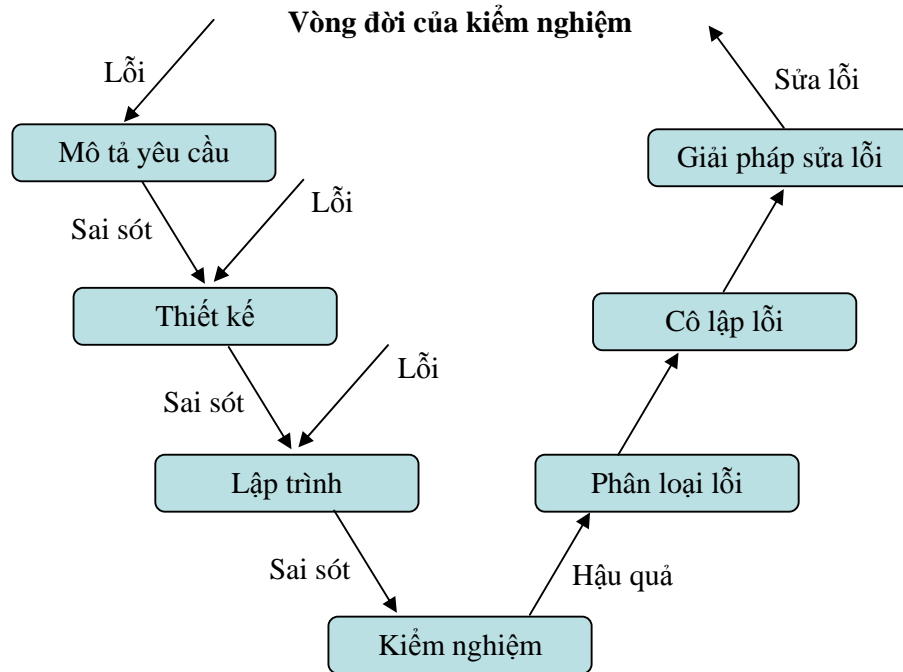 Vòng đời của kiểm nghiệm
Lỗi
Sửa lỗi
Mô tả yêu cầu
Giải pháp sửa lỗi
Lỗi
Sai sót
Thiết kế
Cô lập lỗi
Lỗi
Sai sót
Lập trình
Phân loại lỗi
Sai sót
Hậu quả
Kiểm nghiệm